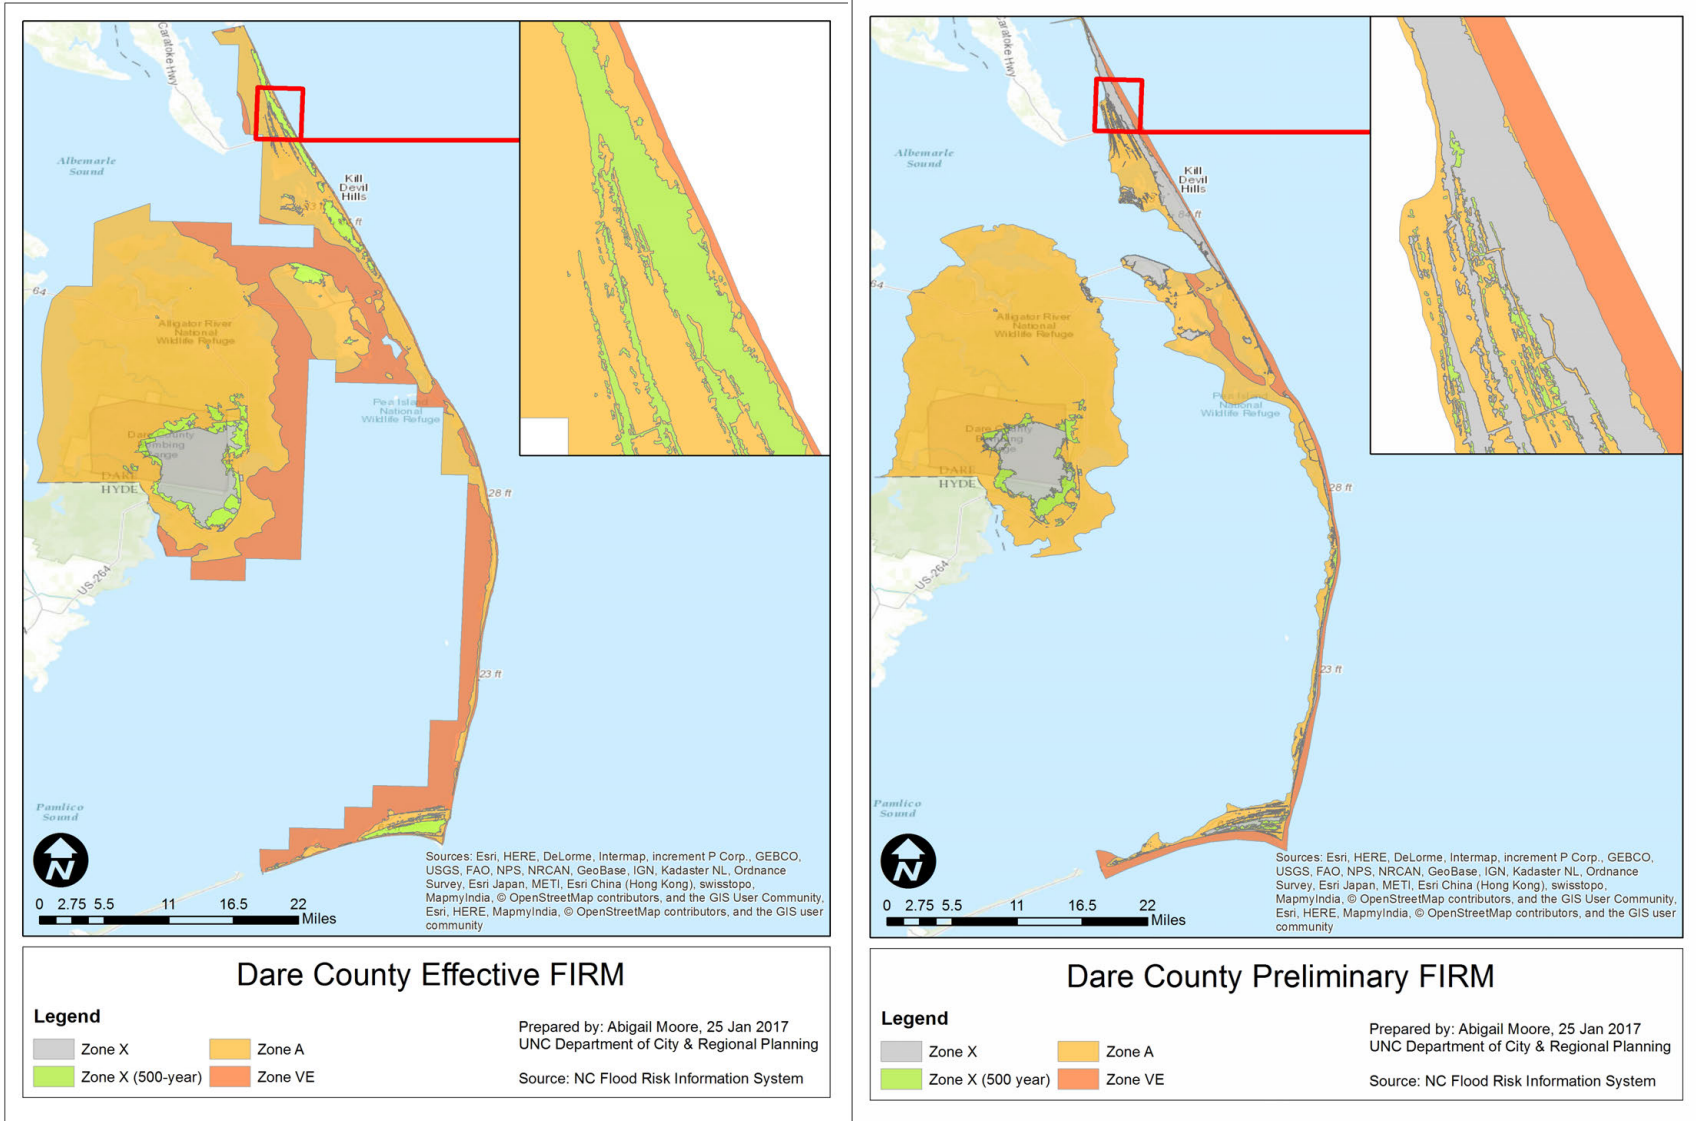 Caratoke Hwy
Albemarle
Sound
Kill
Devil
Hills
ft
64
Alligator River
National
Wildlife Refuge
Pea Island
National
Wildlife Refuge
Dare County
Bombing
Range
DARE
HYDE
28 ft
US-264
23 ft
Pamlico
Sound
N
Sources: Esri, HERE, DeLorme, Intermap, increment P Corp., GEBCO,
USGS, FAO, NPS, NRCAN, GeoBase, IGN, Kadaster NL, Ordnance
Survey, Esri Japan, METI, Esri China (Hong Kong), swisstopo,
MapmyIndia, © OpenStreetMap contributors, and the GIS User Community,
Esri, HERE, MapmyIndia, © OpenStreetMap contributors, and the GIS user
community
0 2.75 5.5 11 16.5 22
Miles
Dare County Effective FIRM
Legend
Zone X
Zone A
Zone X (500-year)
Zone VE
Prepared by: Abigail Moore, 25 Jan 2017
UNC Department of City & Regional Planning
Source: NC Flood Risk Information System
Caratoke Hwy
Albemarle
Sound
Kill
Devil
Hills
64 ft
64
Alligator River
National
Wildlife Refuge
Pea Island
National
Wildlife Refuge
Dare County
Bombing
Range
DARE
HYDE
28 ft
US-264
23 ft
Pamlico
Sound
N
Sources: Esri, HERE, DeLorme, Intermap, increment P Corp., GEBCO,
USGS, FAO, NPS, NRCAN, GeoBase, IGN, Kadaster NL, Ordnance
Survey, Esri Japan, METI, Esri China (Hong Kong), swisstopo,
MapmyIndia, © OpenStreetMap contributors, and the GIS User Community,
Esri, HERE, MapmyIndia, © OpenStreetMap contributors, and the GIS user
community
0 2.75 5.5 11 16.5 22
Miles
Dare County Preliminary FIRM
Legend
Zone X
Zone A
Zone X (500 year)
Zone VE
Prepared by: Abigail Moore, 25 Jan 2017
UNC Department of City & Regional Planning
Source: NC Flood Risk Information System